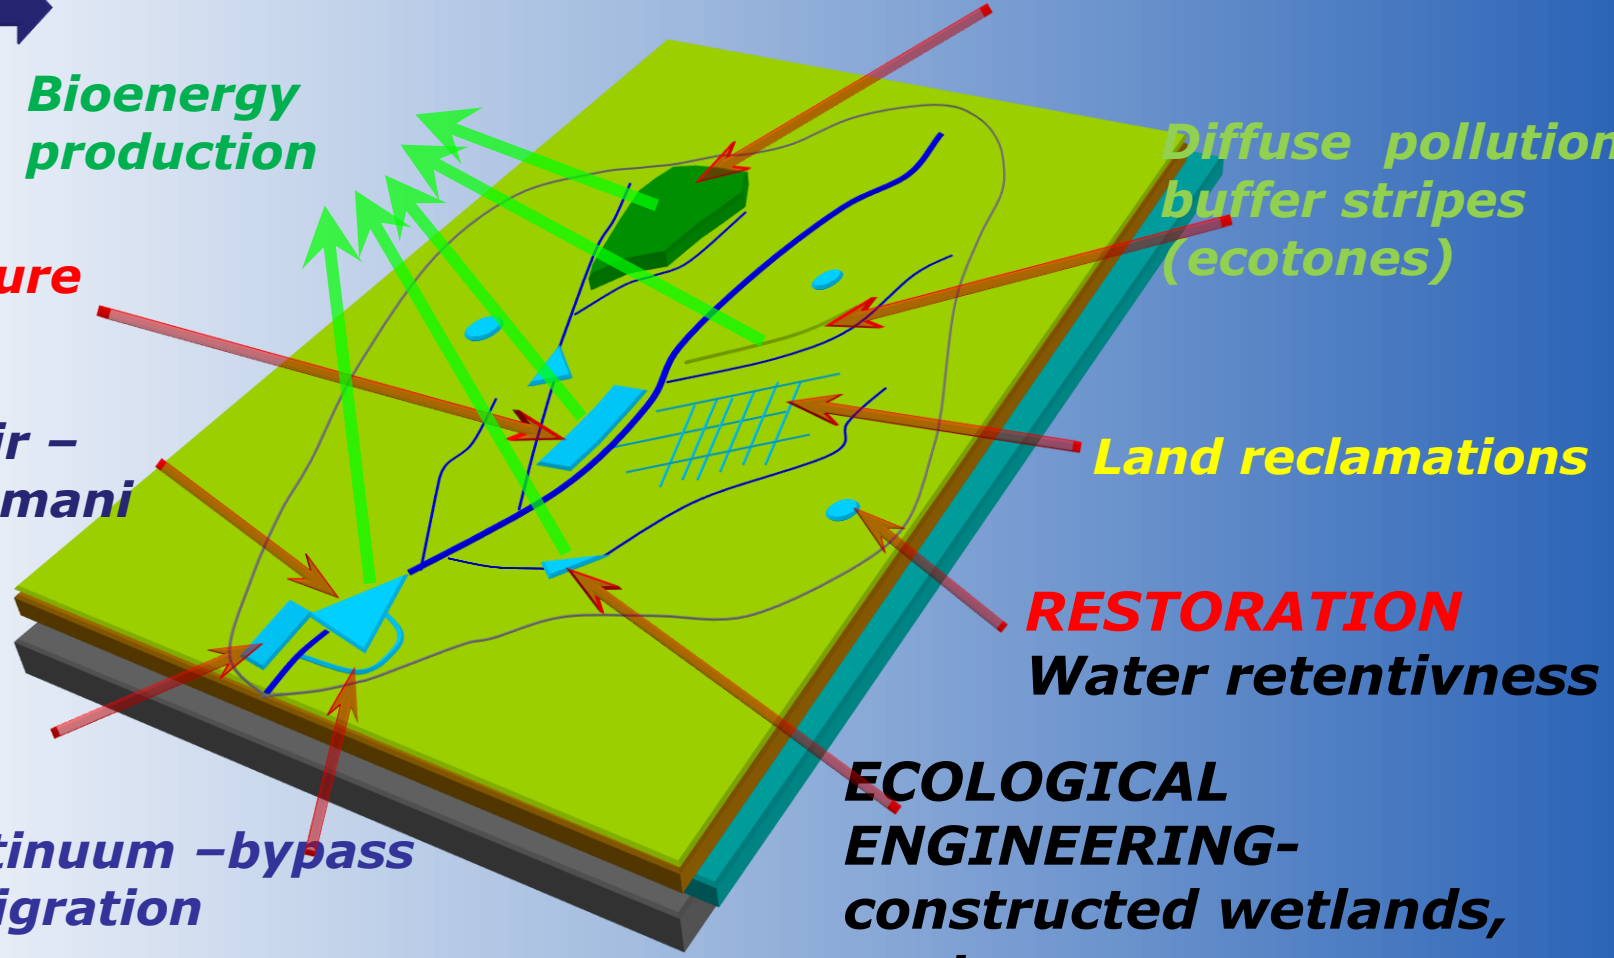 Bioenergy
production
Diffuse pollution
buffer stripes
(ecotones)
ure
ir –
mani
Land reclamations
RESTORATION
Water retentivness
ECOLOGICAL
ENGINEERING-
constructed wetlands,
tinuum –bypass
igration